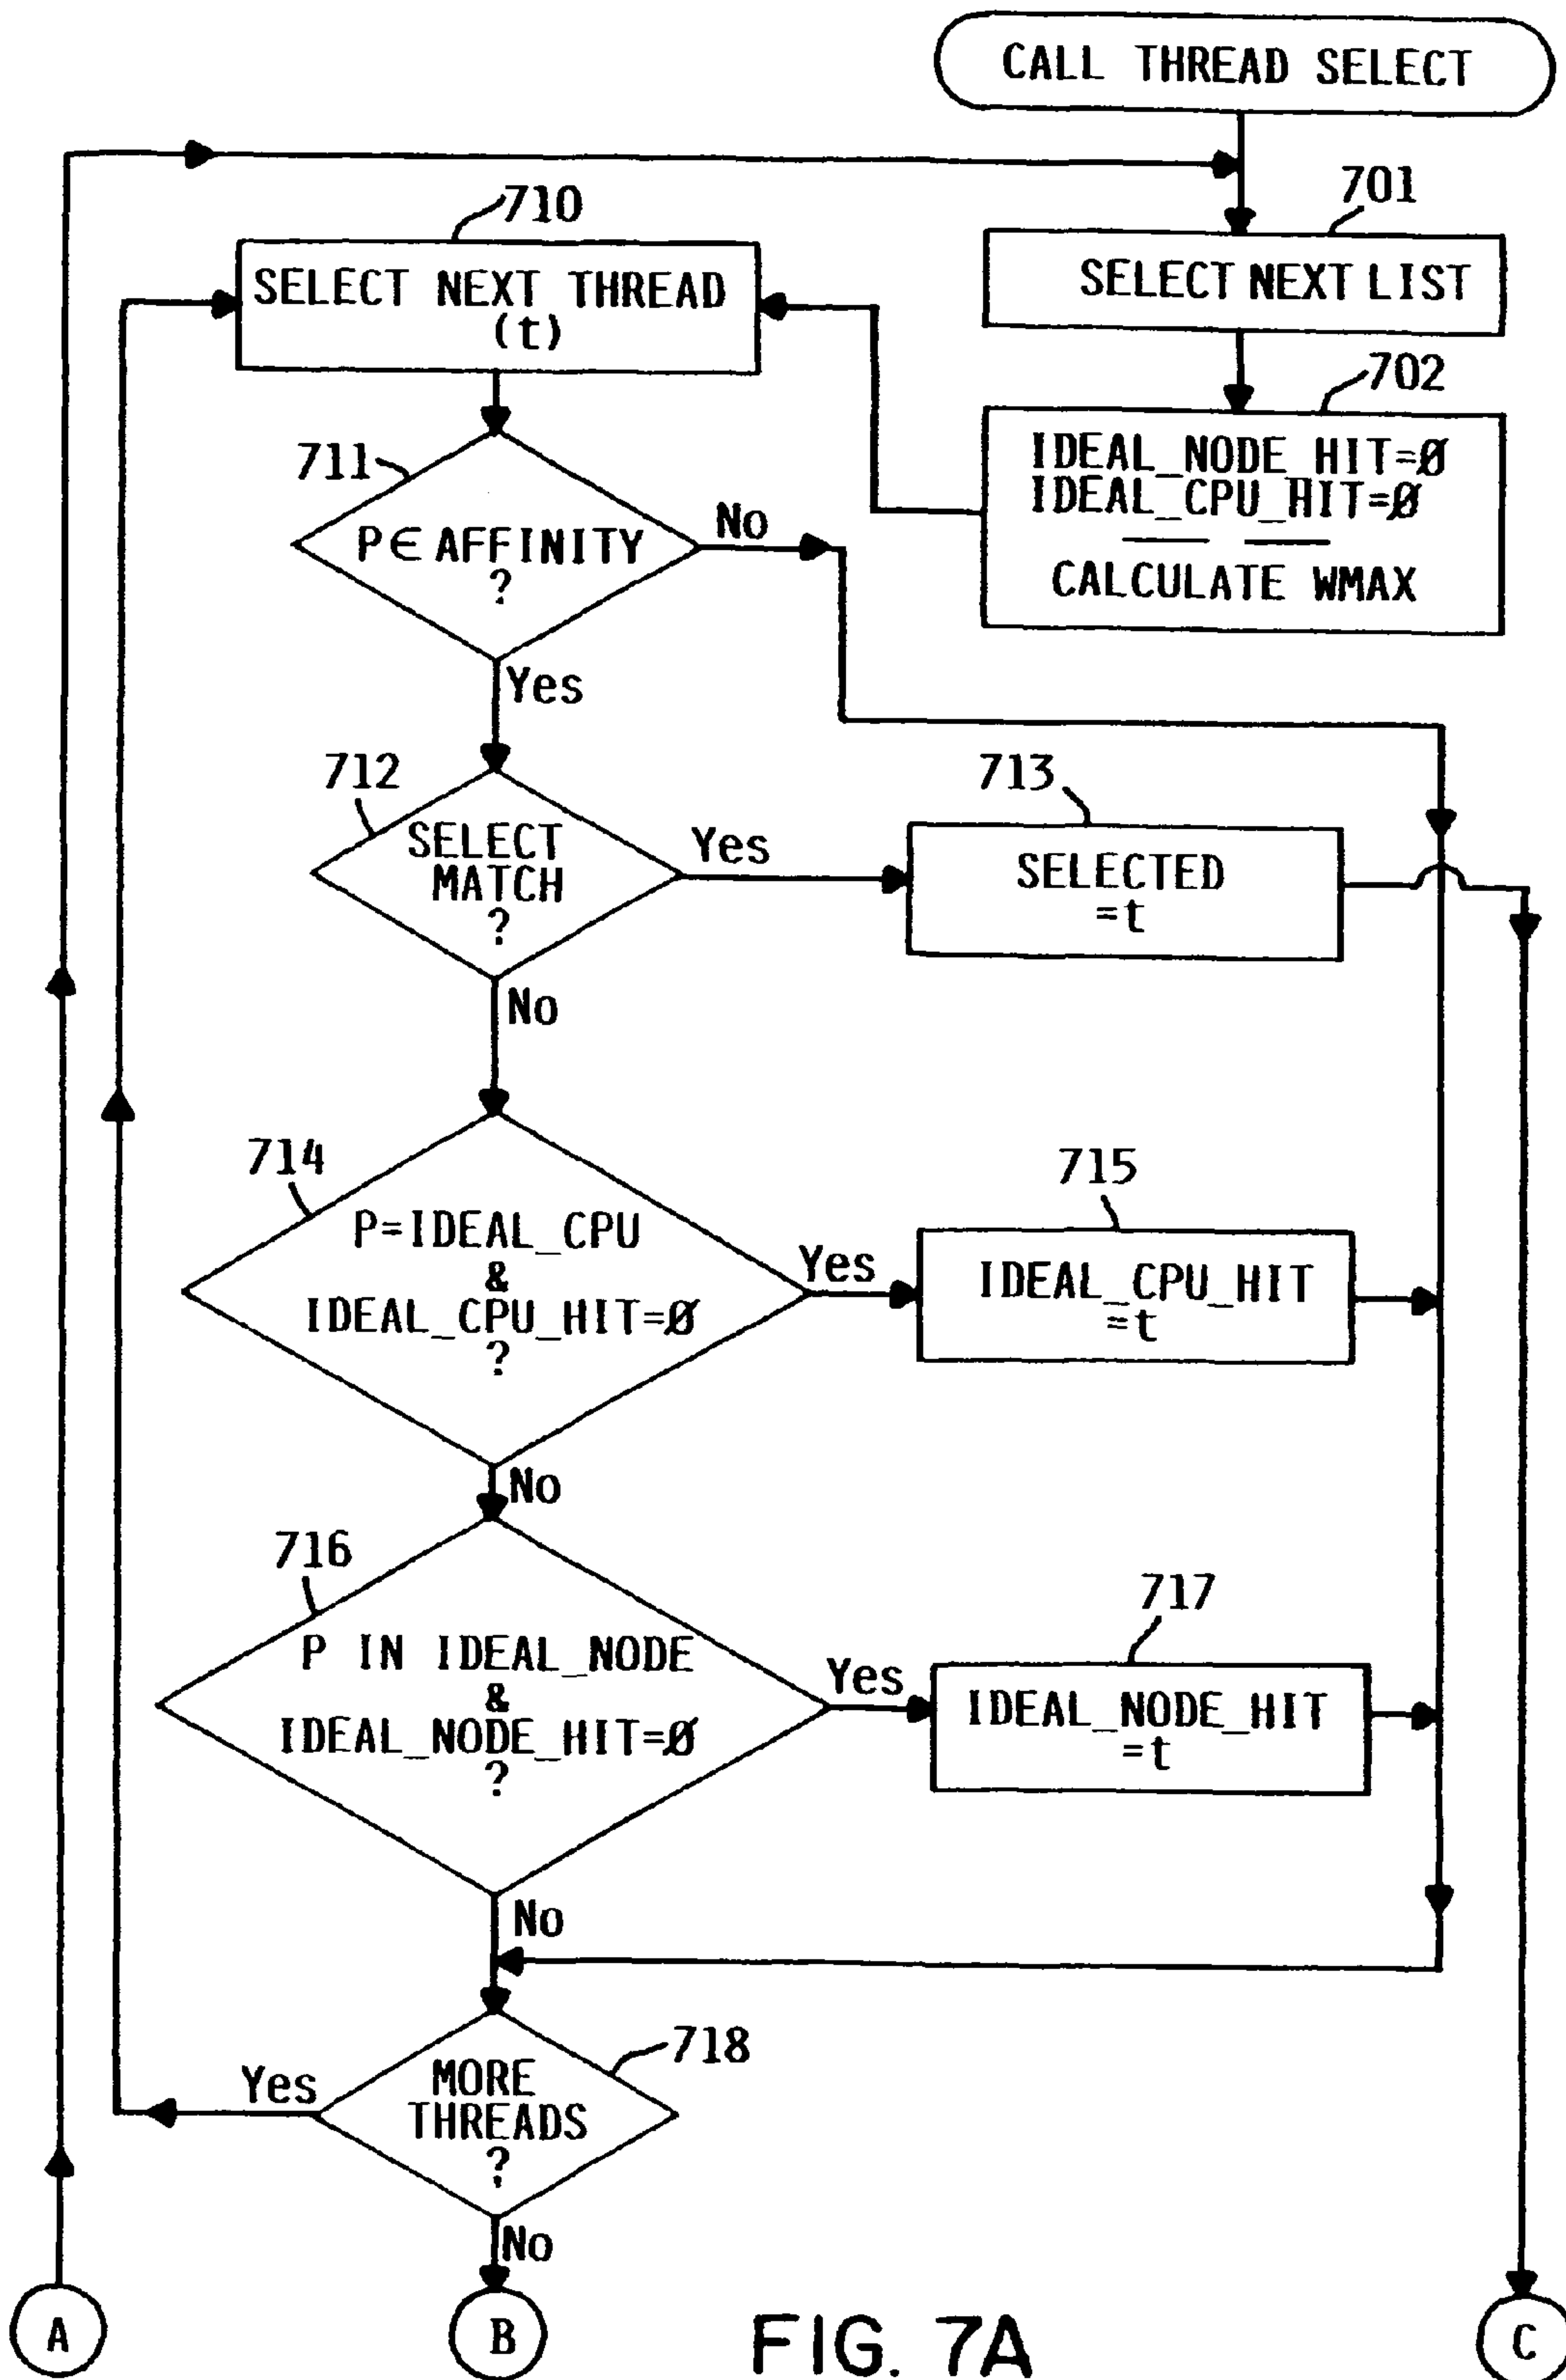 CALL THREAD SELECT
701
SELECT NEXT LIST
702
IDEAL_NODE_HIT=Ø
IDEAL_CPU_HIT=Ø
CALCULATE WMAX
710
SELECT NEXT THREAD
(t)
711
P∈AFFINITY
?
No
Yes
712
SELECT
MATCH
?
Yes
713
SELECTED
=t
No
714
P=IDEAL_CPU
&
IDEAL_CPU_HIT=Ø
?
Yes
715
IDEAL_CPU_HIT
=t
No
716
P IN IDEAL_NODE
&
IDEAL_NODE_HIT=Ø
?
Yes
717
IDEAL_NODE_HIT
=t
No
718
MORE
THREADS
?
Yes
No
A
B
C
FIG. 7A